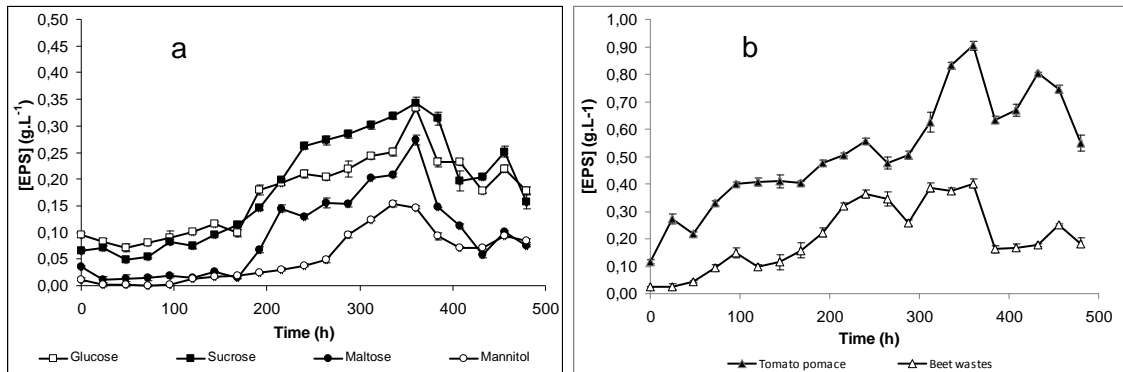 a
[EPS] (g.L⁻¹)
0,50
0,45
0,40
0,35
0,30
0,25
0,20
0,15
0,10
0,05
0,00
0 100 200 300 400 500
Time (h)
Glucose Sucrose Maltose Mannitol
b
[EPS] (g.L-1)
1,00
0,90
0,80
0,70
0,60
0,50
0,40
0,30
0,20
0,10
0,00
0 100 200 300 400 500
Time (h)
Tomato pomace Beet wastes